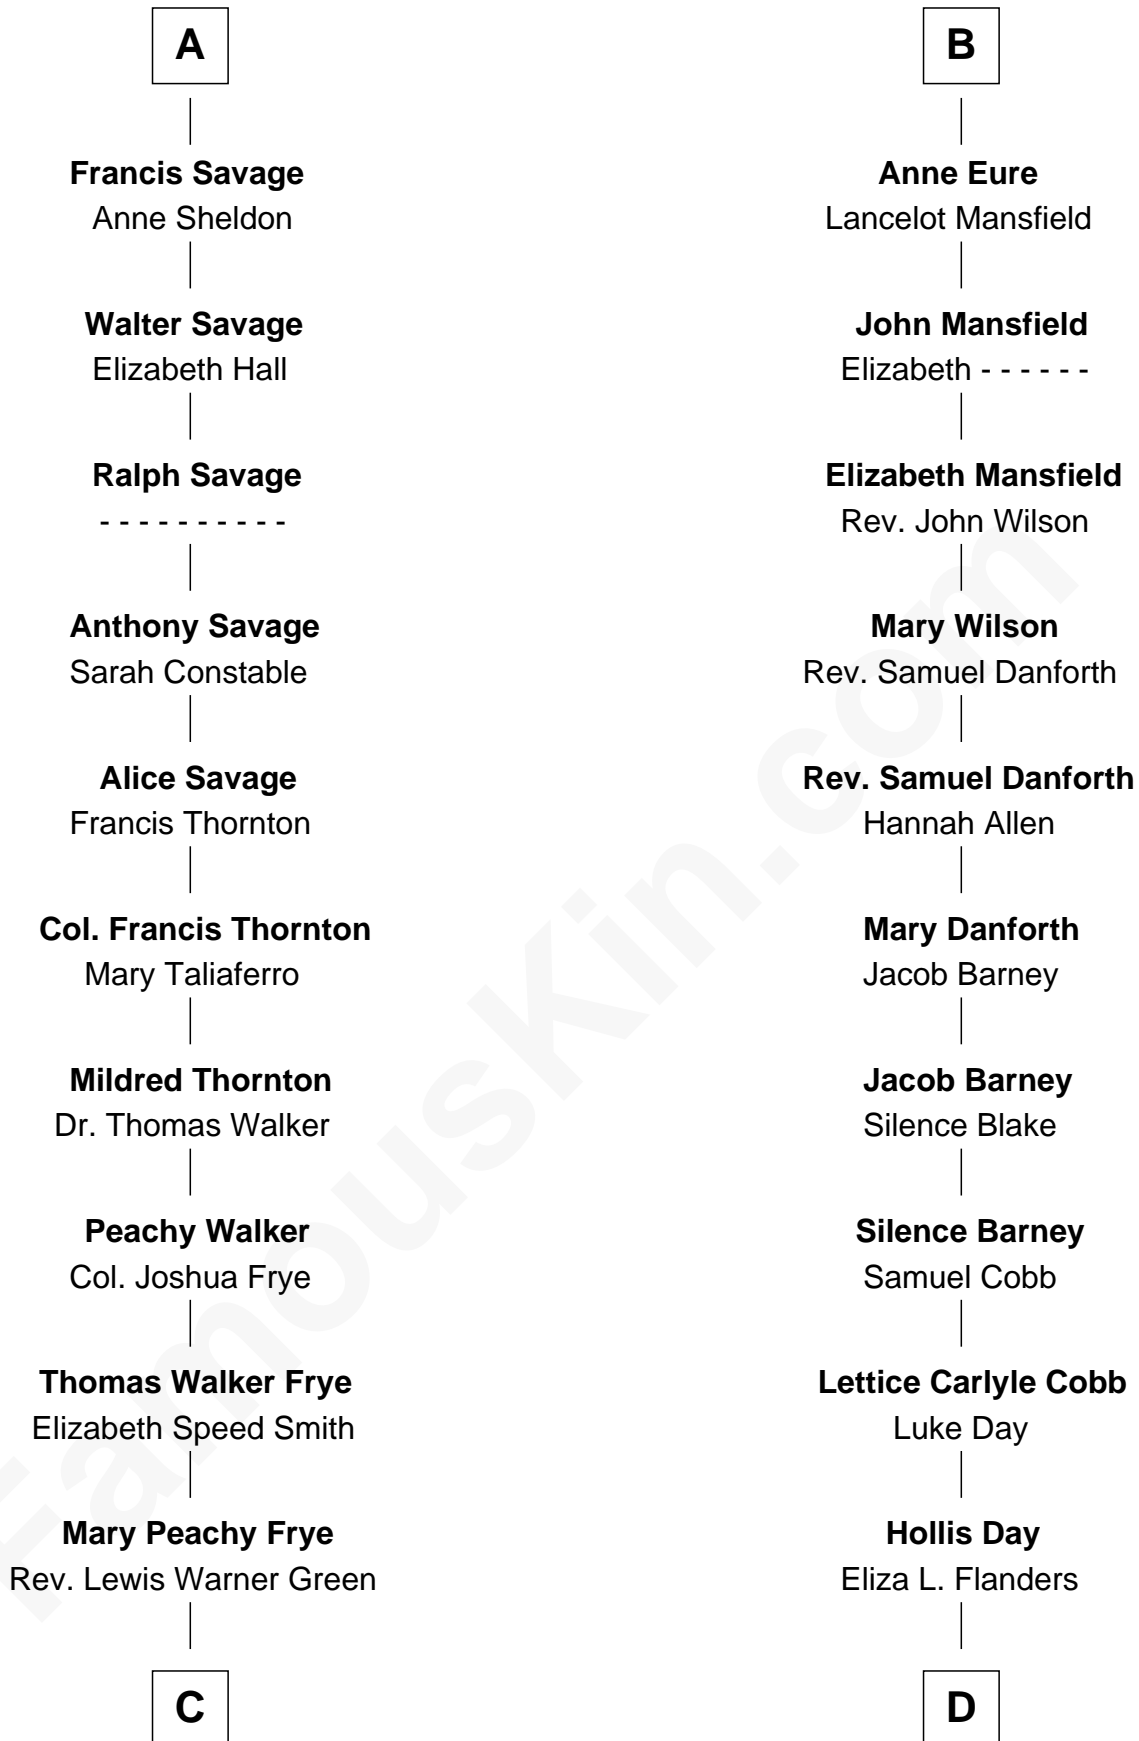 A
Francis Savage
Anne Sheldon
Walter Savage
Elizabeth Hall
Ralph Savage
- - - - - - - - - -
Anthony Savage
Sarah Constable
Alice Savage
Francis Thornton
Col. Francis Thornton
Mary Taliaferro
Mildred Thornton
Dr. Thomas Walker
Peachy Walker
Col. Joshua Frye
Thomas Walker Frye
Elizabeth Speed Smith
Mary Peachy Frye
Rev. Lewis Warner Green
C
B
Anne Eure
Lancelot Mansfield
John Mansfield
Elizabeth - - - - - -
Elizabeth Mansfield
Rev. John Wilson
Mary Wilson
Rev. Samuel Danforth
Rev. Samuel Danforth
Hannah Allen
Mary Danforth
Jacob Barney
Jacob Barney
Silence Blake
Silence Barney
Samuel Cobb
Lettice Carlyle Cobb
Luke Day
Hollis Day
Eliza L. Flanders
D
FamousKin.com